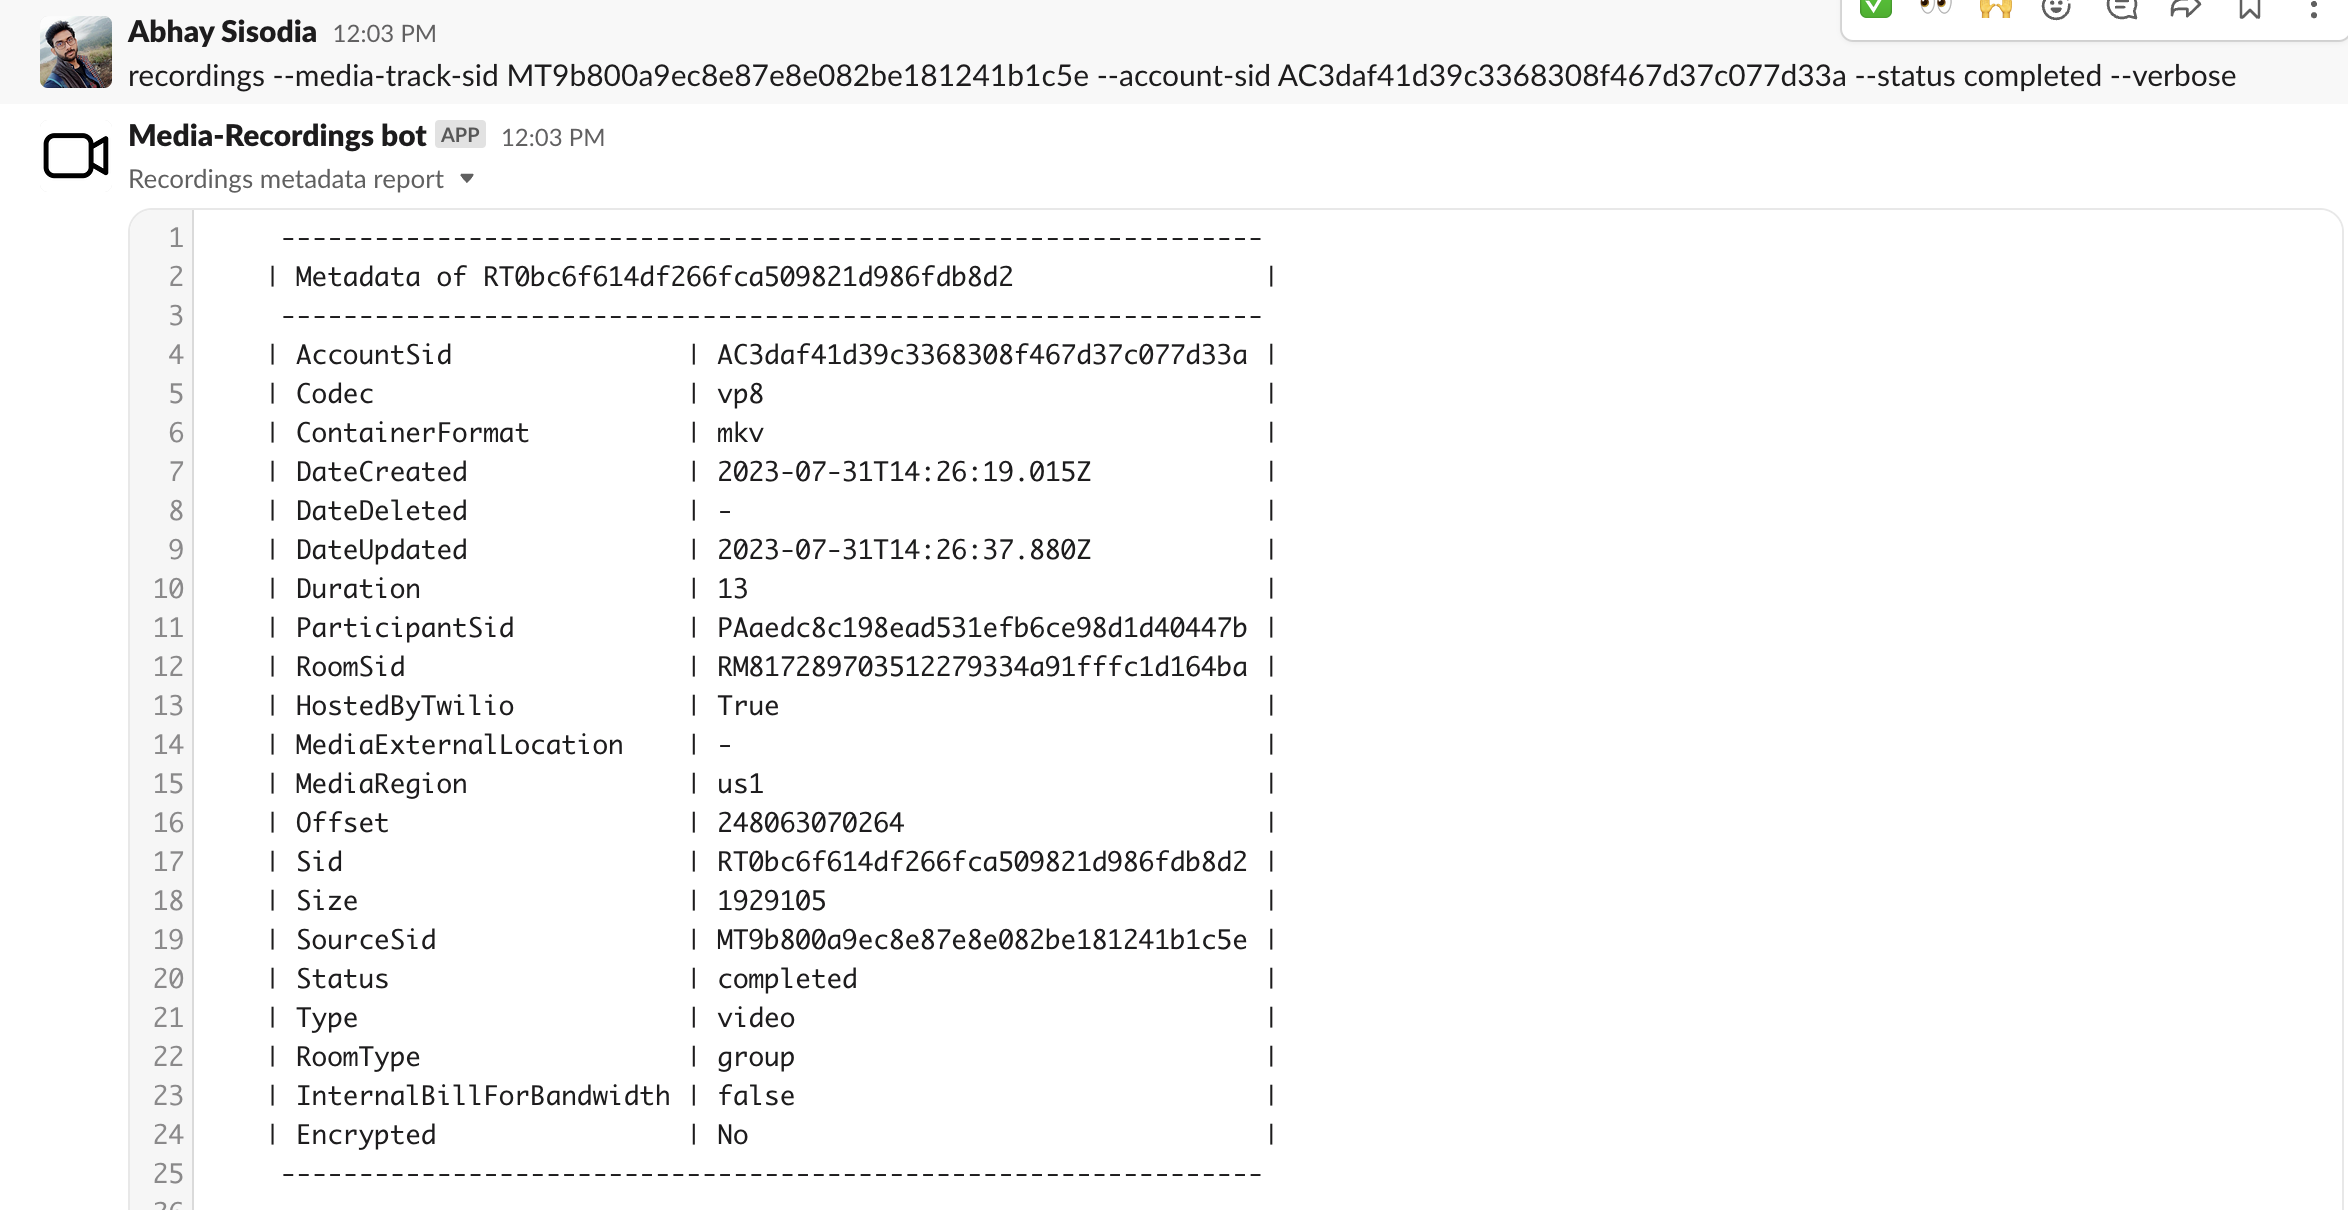 Abhay Sisodia 12:03 PM
recordings --media-track-sid MT9b800a9ec8e87e8e082be181241b1c5e --account-sid AC3daf41d39c3368308f467d37c077d33a --status completed --verbose
Media-Recordings bot APP 12:03 PM
Recordings metadata report
1 ---------------------------------------------------------------
2 | Metadata of RT0bc6f614df266fca509821d986fdb8d2 |
3 ---------------------------------------------------------------
4 | AccountSid | AC3daf41d39c3368308f467d37c077d33a |
5 | Codec | vp8 |
6 | ContainerFormat | mkv |
7 | DateCreated | 2023-07-31T14:26:19.015Z |
8 | DateDeleted | - |
9 | DateUpdated | 2023-07-31T14:26:37.880Z |
10 | Duration | 13 |
11 | ParticipantSid | PAaedc8c198ead531efb6ce98d1d40447b |
12 | RoomSid | RM817289703512279334a91fffc1d164ba |
13 | HostedByTwilio | True |
14 | MediaExternalLocation | - |
15 | MediaRegion | us1 |
16 | Offset | 248063070264 |
17 | Sid | RT0bc6f614df266fca509821d986fdb8d2 |
18 | Size | 1929105 |
19 | SourceSid | MT9b800a9ec8e87e8e082be181241b1c5e |
20 | Status | completed |
21 | Type | video |
22 | RoomType | group |
23 | InternalBillForBandwidth | false |
24 | Encrypted | No |
25 ---------------------------------------------------------------